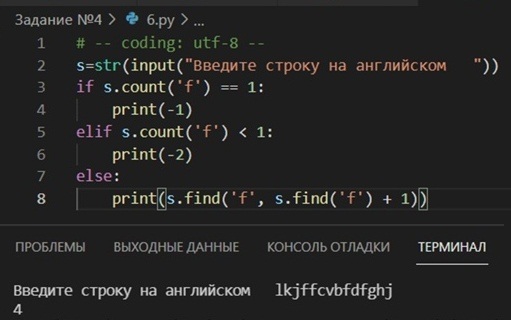 Задание №4 > 6.py > ...
1 # -- coding: utf-8 --
2 s=str(input("Введите строку на английском   "))
3 if s.count('f') == 1:
4     print(-1)
5 elif s.count('f') < 1:
6     print(-2)
7 else:
8     print(s.find('f', s.find('f') + 1))
ПРОБЛЕМЫ ВЫХОДНЫЕ ДАННЫЕ КОНСОЛЬ ОТЛАДКИ ТЕРМИНАЛ
Введите строку на английском   lkjffcvbfdfghj
4